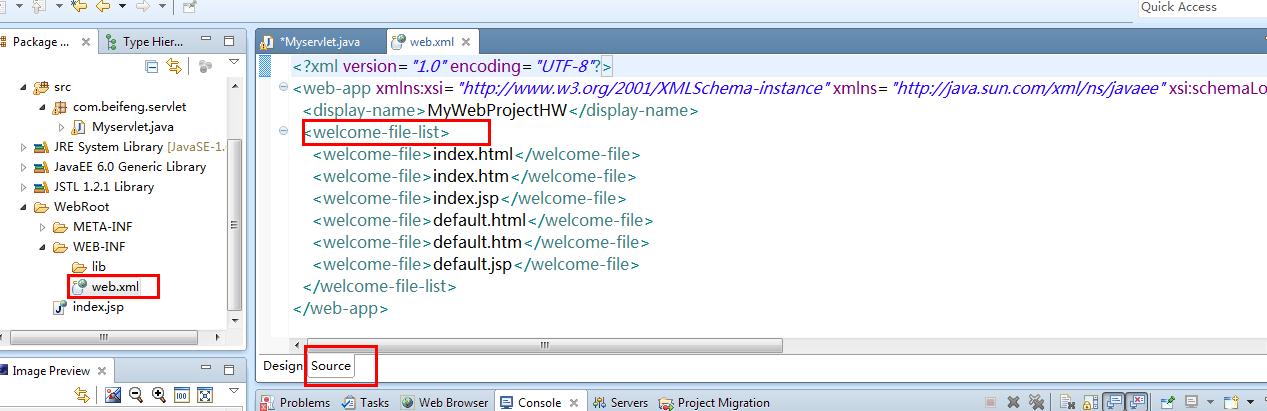 Quick Access
Package ...
Type Hier...
src
com.beifeng.servlet
Myservlet.java
JRE System Library [JavaSE-1.
JavaEE 6.0 Generic Library
JSTL 1.2.1 Library
WebRoot
META-INF
WEB-INF
lib
web.xml
index.jsp
*Myservlet.java
web.xml
<?xml version="1.0" encoding="UTF-8"?>
<web-app xmlns:xsi="http://www.w3.org/2001/XMLSchema-instance" xmlns="http://java.sun.com/xml/ns/javaee" xsi:schemaLo
<display-name>MyWebProjectHW</display-name>
<welcome-file-list>
<welcome-file>index.html</welcome-file>
<welcome-file>index.htm</welcome-file>
<welcome-file>index.jsp</welcome-file>
<welcome-file>default.html</welcome-file>
<welcome-file>default.htm</welcome-file>
<welcome-file>default.jsp</welcome-file>
</welcome-file-list>
</web-app>
Design Source
Image Preview
100
Problems Tasks Web Browser Console Servers Project Migration